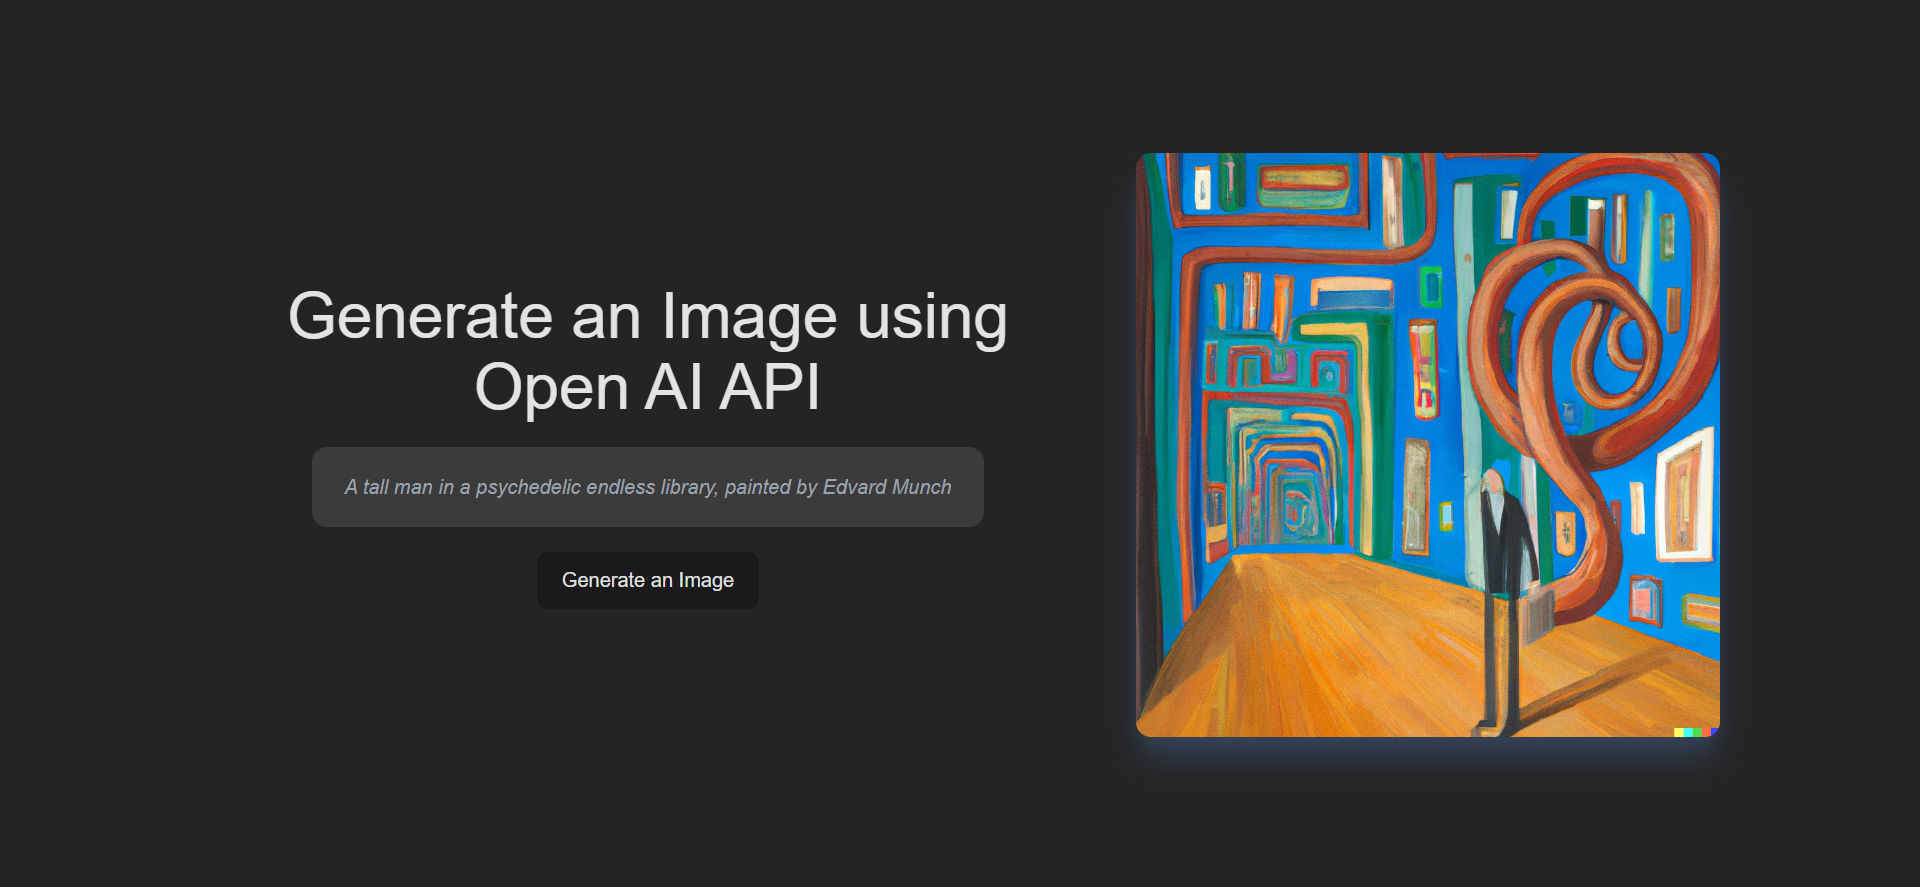 Generate an Image using
Open AI API
A tall man in a psychedelic endless library, painted by Edvard Munch
Generate an Image